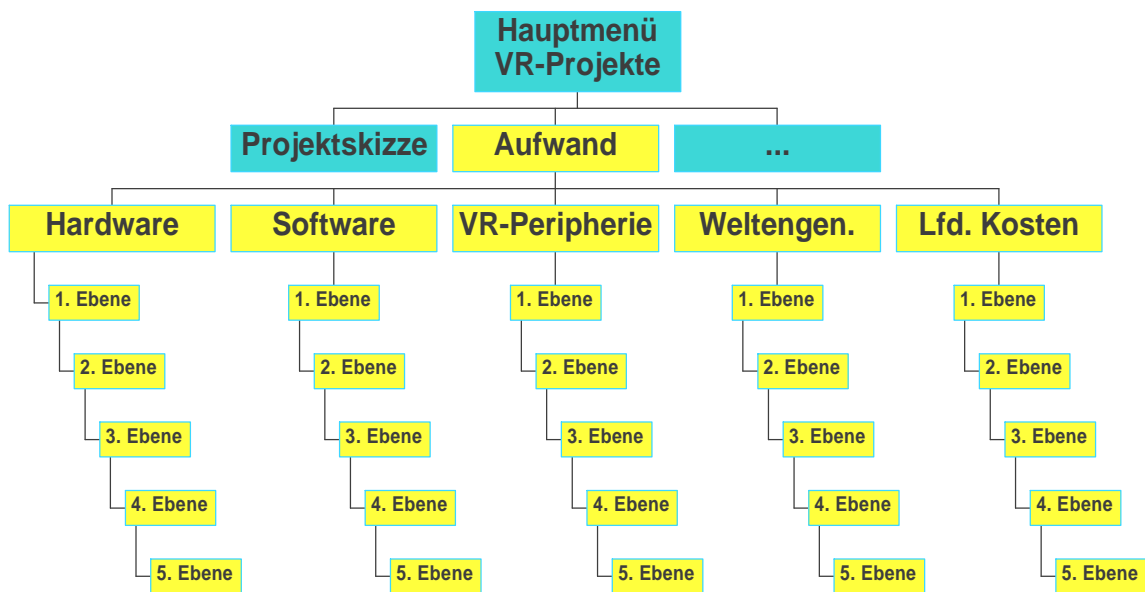 Hauptmenü
VR-Projekte
Projektskizze
Aufwand
...
Hardware
Software
VR-Peripherie
Weltengen.
Lfd. Kosten
1. Ebene
1. Ebene
1. Ebene
1. Ebene
1. Ebene
2. Ebene
2. Ebene
2. Ebene
2. Ebene
2. Ebene
3. Ebene
3. Ebene
3. Ebene
3. Ebene
3. Ebene
4. Ebene
4. Ebene
4. Ebene
4. Ebene
4. Ebene
5. Ebene
5. Ebene
5. Ebene
5. Ebene
5. Ebene